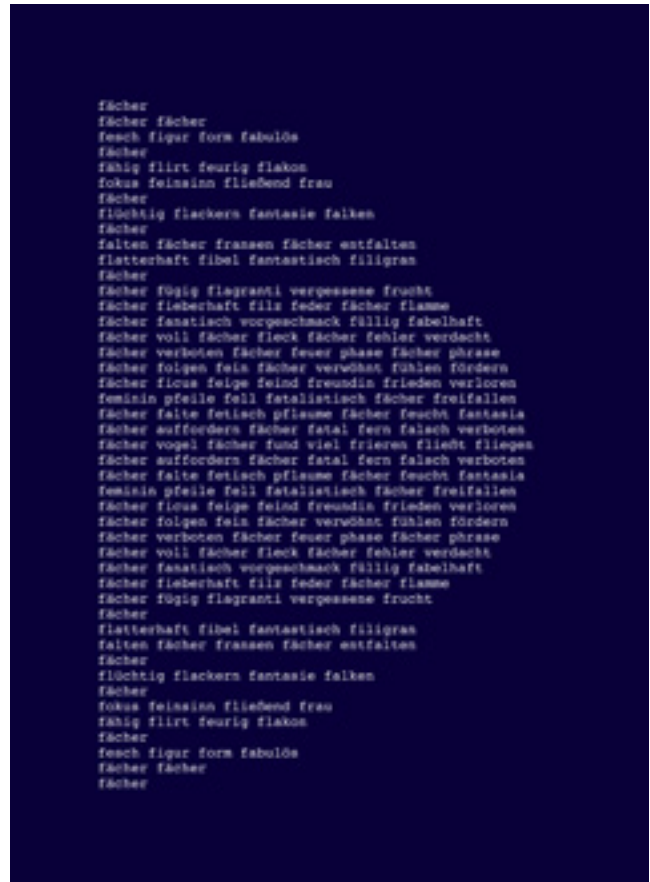 fächer
fächer fächer
fesch figur form fabulös
fächer
fähig flirt feurig flakon
fokus feinsinn fließend frau
fächer
flüchtig flackern fantasie falken
fächer
falten fächer fransen fächer entfalten
flatterhaft fibel fantastisch filigran
fächer
fächer fügig flagranti vergessene frucht
fächer fieberhaft filz feder fächer flamme
fächer fanatisch vorgeschmack füllig fabelhaft
fächer voll fächer fleck fächer fehler verdacht
fächer verboten fächer feuer phase fächer phrase
fächer folgen fein fächer verwöhnt fühlen fördern
fächer ficus feige feind freundin frieden verloren
feminin pfeile fell fatalistisch fächer freifallen
fächer falte fetisch pflaume fächer feucht fantasia
fächer auffordern fächer fatal fern falsch verboten
fächer vogel fächer fund viel frieren fließt fliegen
fächer auffordern fächer fatal fern falsch verboten
fächer falte fetisch pflaume fächer feucht fantasia
feminin pfeile fell fatalistisch fächer freifallen
fächer ficus feige feind freundin frieden verloren
fächer folgen fein fächer verwöhnt fühlen fördern
fächer verboten fächer feuer phase fächer phrase
fächer voll fächer fleck fächer fehler verdacht
fächer fanatisch vorgeschmack füllig fabelhaft
fächer fieberhaft filz feder fächer flamme
fächer fügig flagranti vergessene frucht
fächer
flatterhaft fibel fantastisch filigran
falten fächer fransen fächer entfalten
fächer
flüchtig flackern fantasie falken
fächer
fokus feinsinn fließend frau
fähig flirt feurig flakon
fächer
fesch figur form fabulös
fächer fächer
fächer